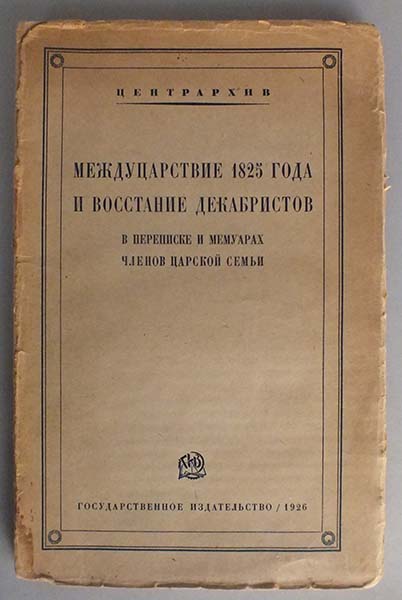 ЦЕНТРАРХИВ
МЕЖДУЦАРСТВИЕ 1825 ГОДА
И ВОССТАНИЕ ДЕКАБРИСТОВ
В ПЕРЕПИСКЕ И МЕМУАРАХ
ЧЛЕНОВ ЦАРСКОЙ СЕМЬИ
ГОСУДАРСТВЕННОЕ ИЗДАТЕЛЬСТВО / 1926